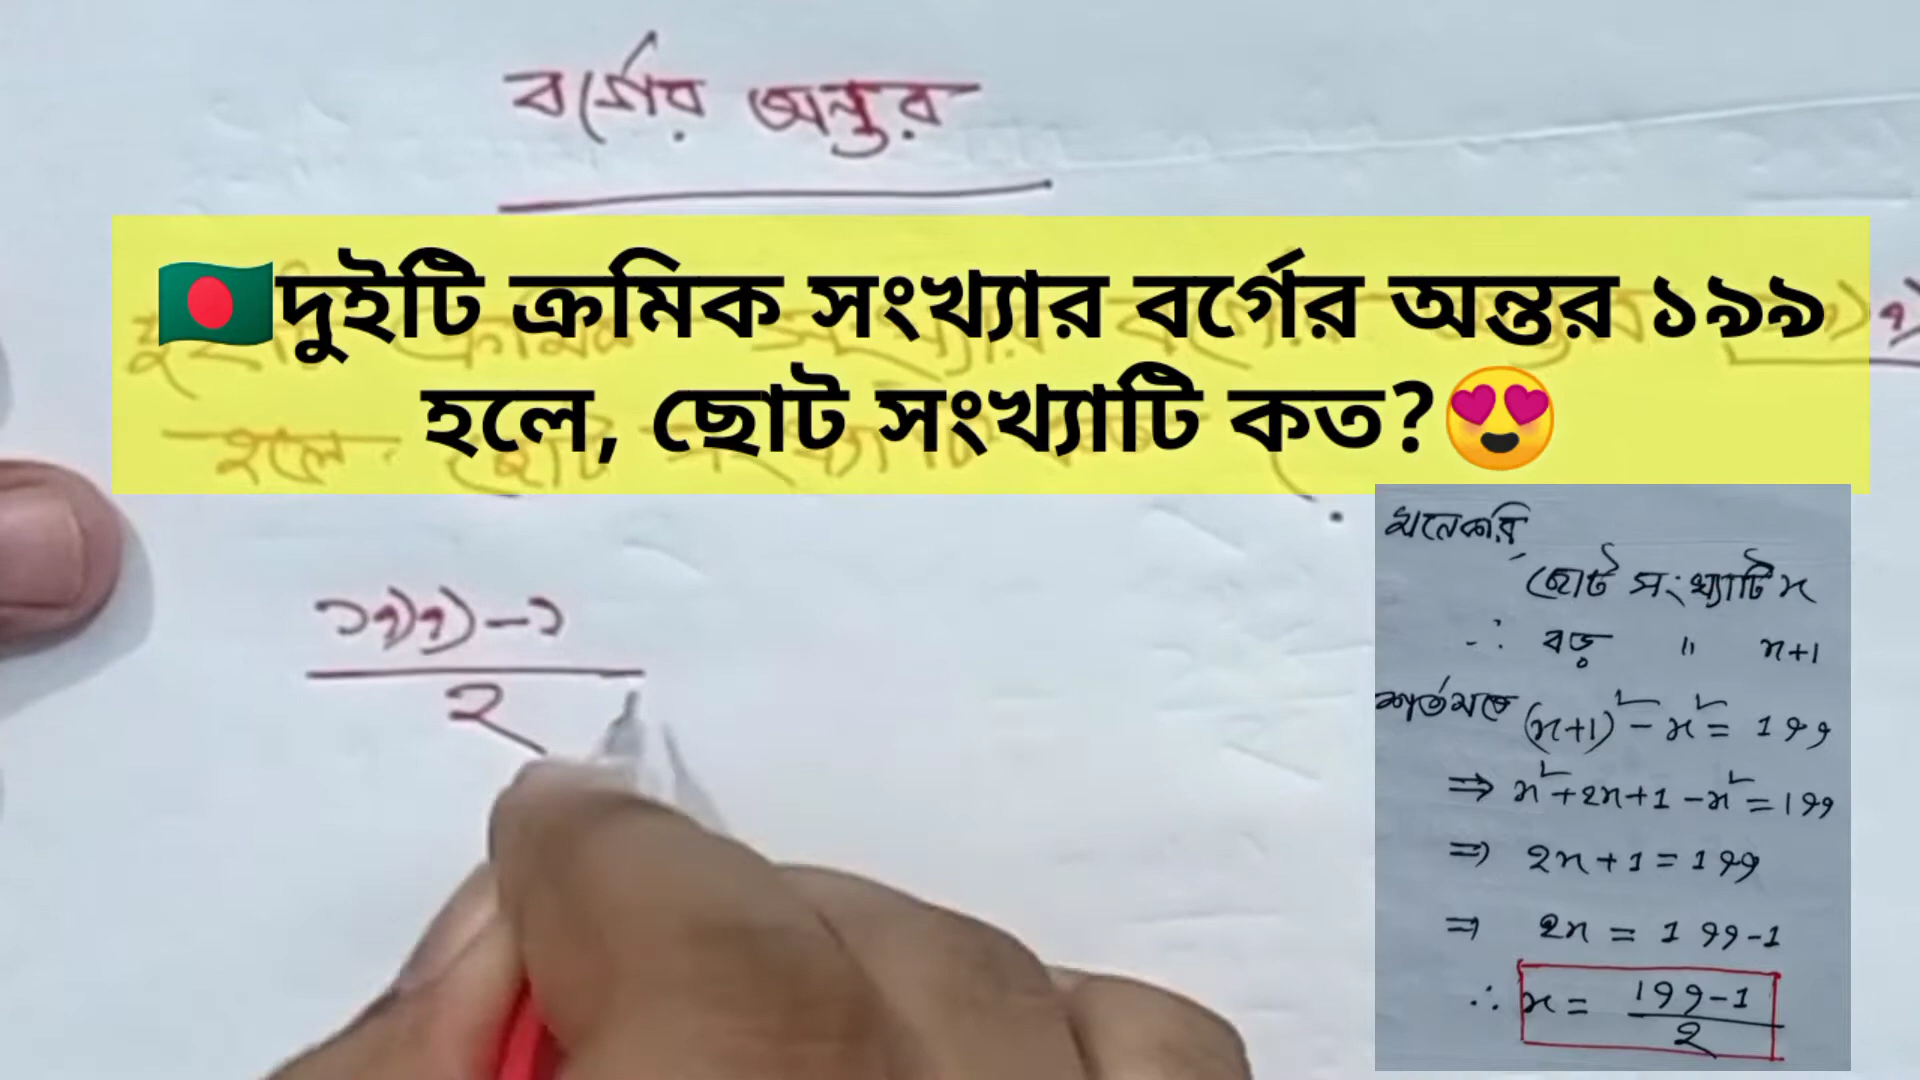 বর্গের অন্তর
🇧🇩দুইটি ক্রমিক সংখ্যার বর্গের অন্তর ১৯৯
হলে, ছোট সংখ্যাটি কত?😍
১৯৯-১
২
মনেকরি,
ছোট সংখ্যাটি x
∴ বড় " x+1
শর্তমতে (x+1)² - x² = 199
⇒ x²+2x+1-x² = 199
⇒ 2x+1 = 199
⇒ 2x = 199-1
∴ x = 199-1
2